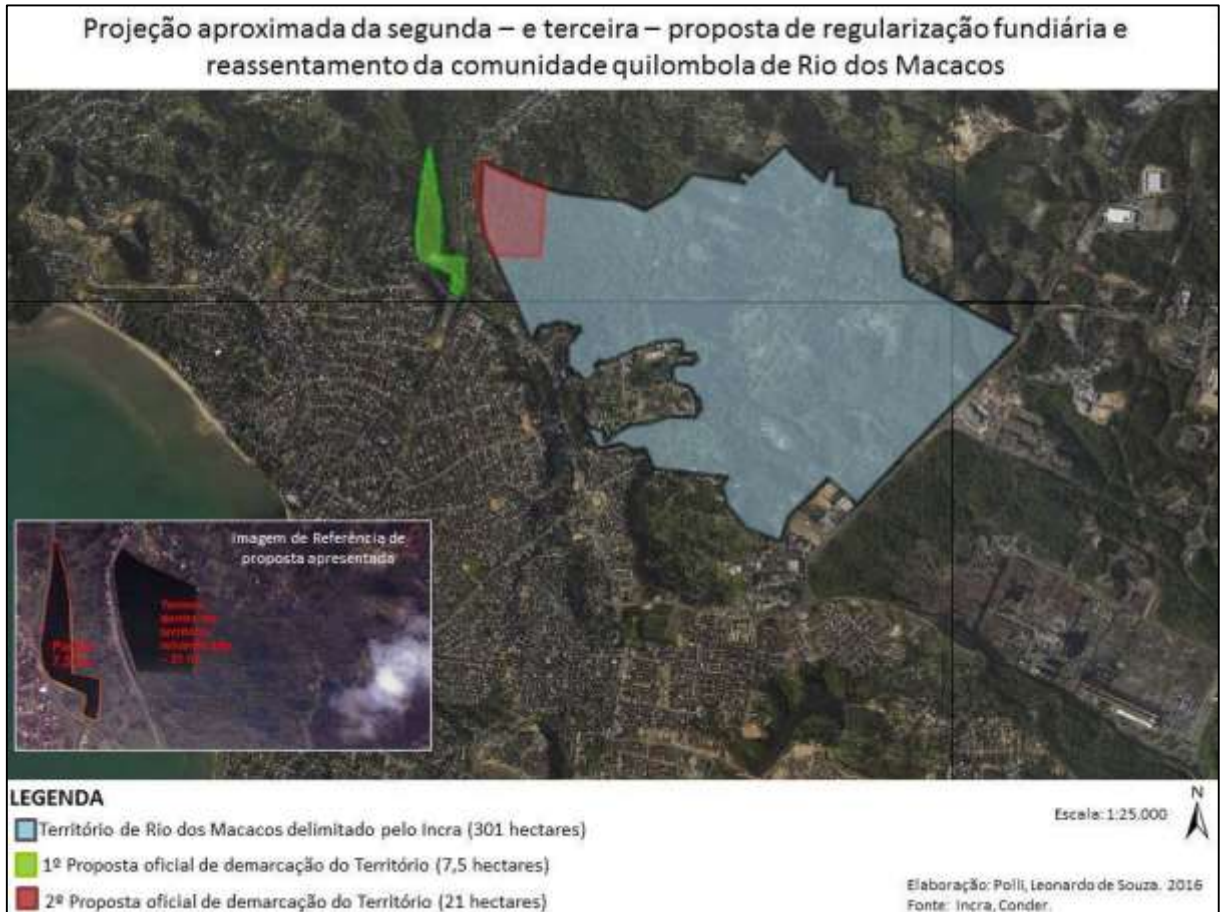 Projeção aproximada da segunda – e terceira – proposta de regularização fundiária e
reassentamento da comunidade quilombola de Rio dos Macacos
Imagem de Referência de
proposta apresentada
LEGENDA
Território de Rio dos Macacos delimitado pelo Incra (301 hectares)
1º Proposta oficial de demarcação do Território (7,5 hectares)
2º Proposta oficial de demarcação do Território (21 hectares)
N
Escala: 1:25.000
Elaboração: Polli, Leonardo de Souza. 2016
Fonte: Incra, Conder.